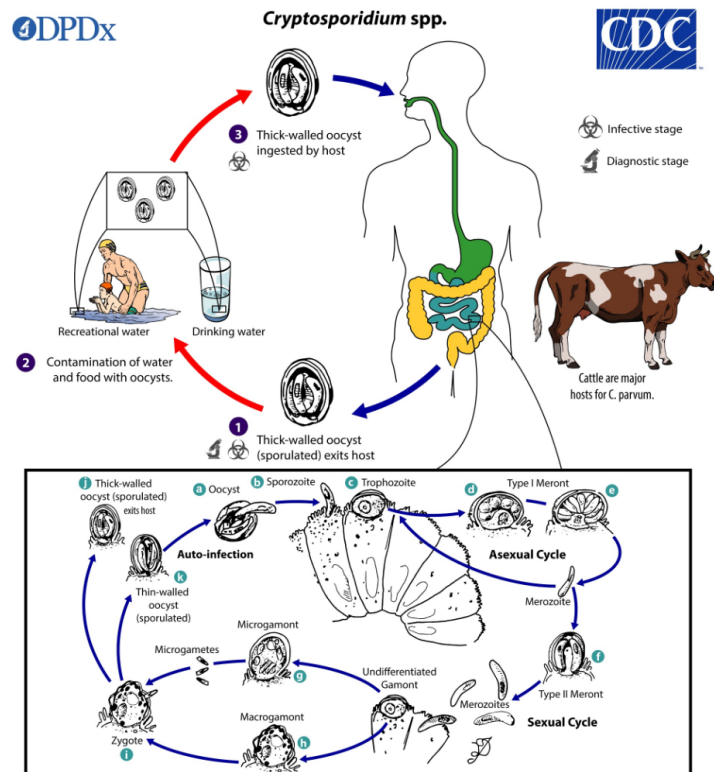 DPDx
Cryptosporidium spp.
CDC
3
Thick-walled oocyst
ingested by host
Infective stage
Diagnostic stage
Recreational water
Drinking water
2
Contamination of water
and food with oocysts.
1
Thick-walled oocyst
(sporulated) exits host
Cattle are major
hosts for C. parvum.
j Thick-walled
oocyst (sporulated)
exits host
a Oocyst
b Sporozoite
c Trophozoite
d
Type I Meront
e
Auto-infection
Asexual Cycle
k
Thin-walled
oocyst
(sporulated)
Merozoite
Microgamont
Microgametes
g
Undifferentiated
Gamont
f
Type II Meront
Merozoites
Sexual Cycle
Macrogamont
h
Zygote
i